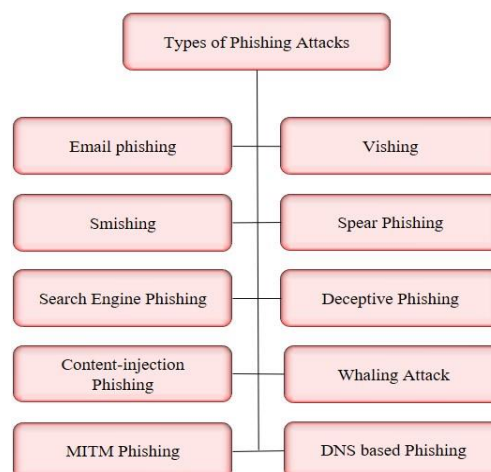 Types of Phishing Attacks
Email phishing
Vishing
Smishing
Spear Phishing
Search Engine Phishing
Deceptive Phishing
Content-injection
Phishing
Whaling Attack
MITM Phishing
DNS based Phishing